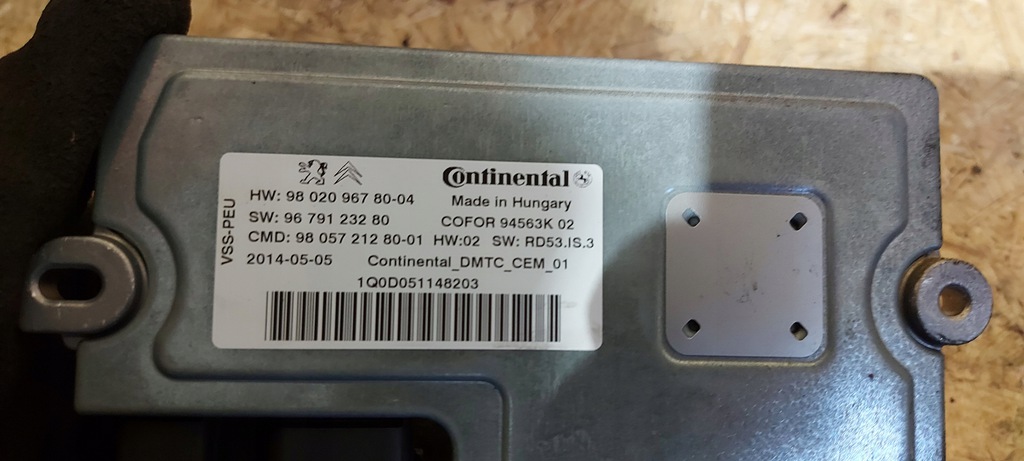 Continental
VSS-PEU
HW: 98 020 967 80-04 Made in Hungary
SW: 96 791 232 80 COFOR 94563K 02
CMD: 98 057 212 80-01 HW:02 SW: RD53.IS.3
2014-05-05 Continental_DMTC_CEM_01
1Q0D051148203